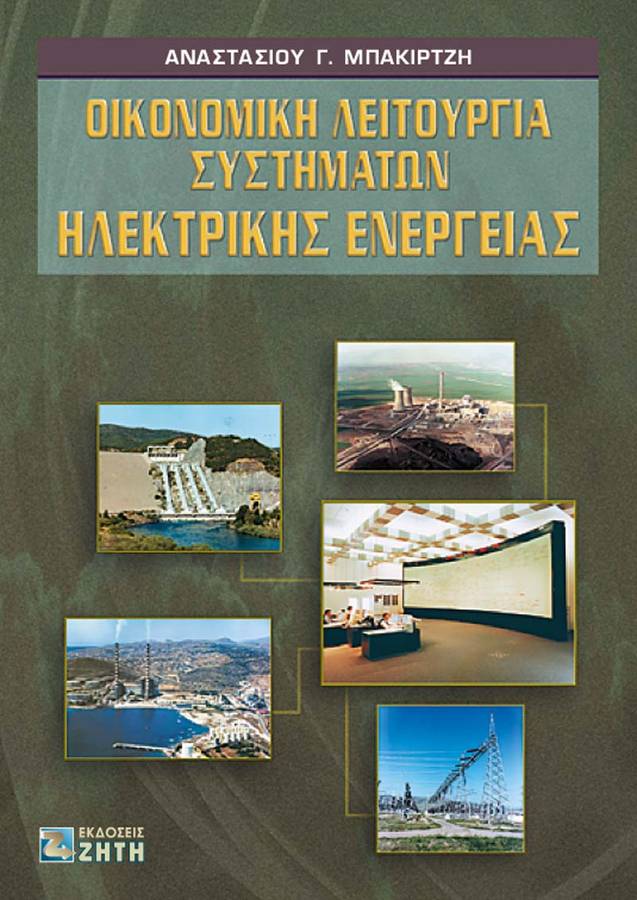 ΑΝΑΣΤΑΣΙΟΥ Γ. ΜΠΑΚΙΡΤΖΗ
ΟΙΚΟΝΟΜΙΚΗ ΛΕΙΤΟΥΡΓΙΑ
ΣΥΣΤΗΜΑΤΩΝ
ΗΛΕΚΤΡΙΚΗΣ ΕΝΕΡΓΕΙΑΣ
ΕΚΔΟΣΕΙΣ
ΖΗΤΗ